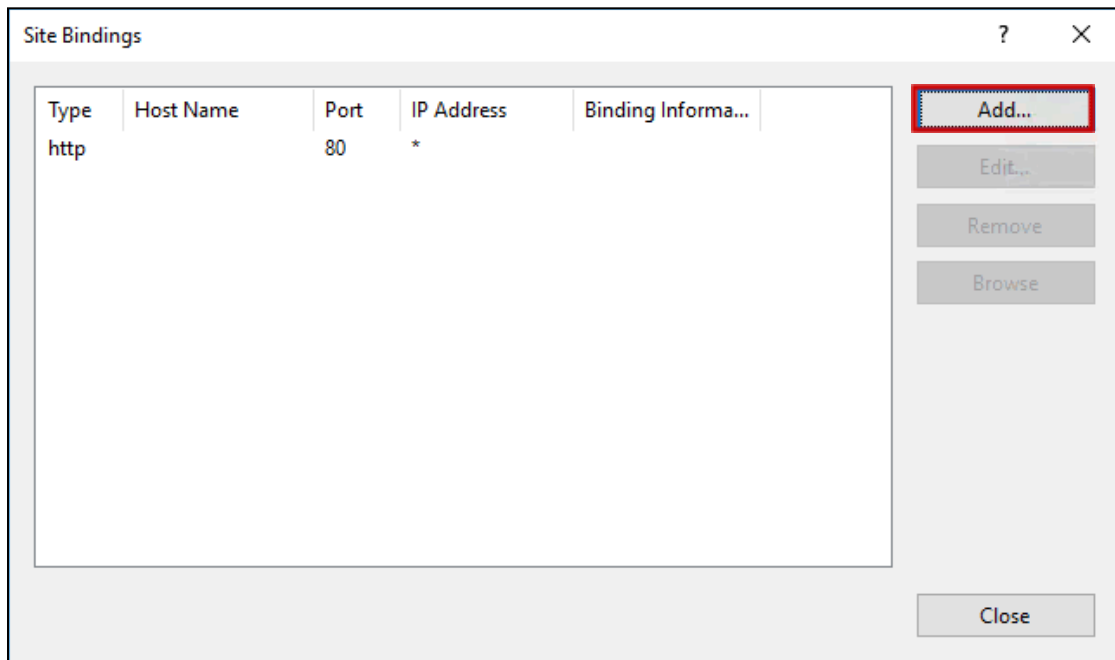 Site Bindings ? ×
Type Host Name Port IP Address Binding Informa...
http 80 *
Add...
Edit...
Remove
Browse
Close